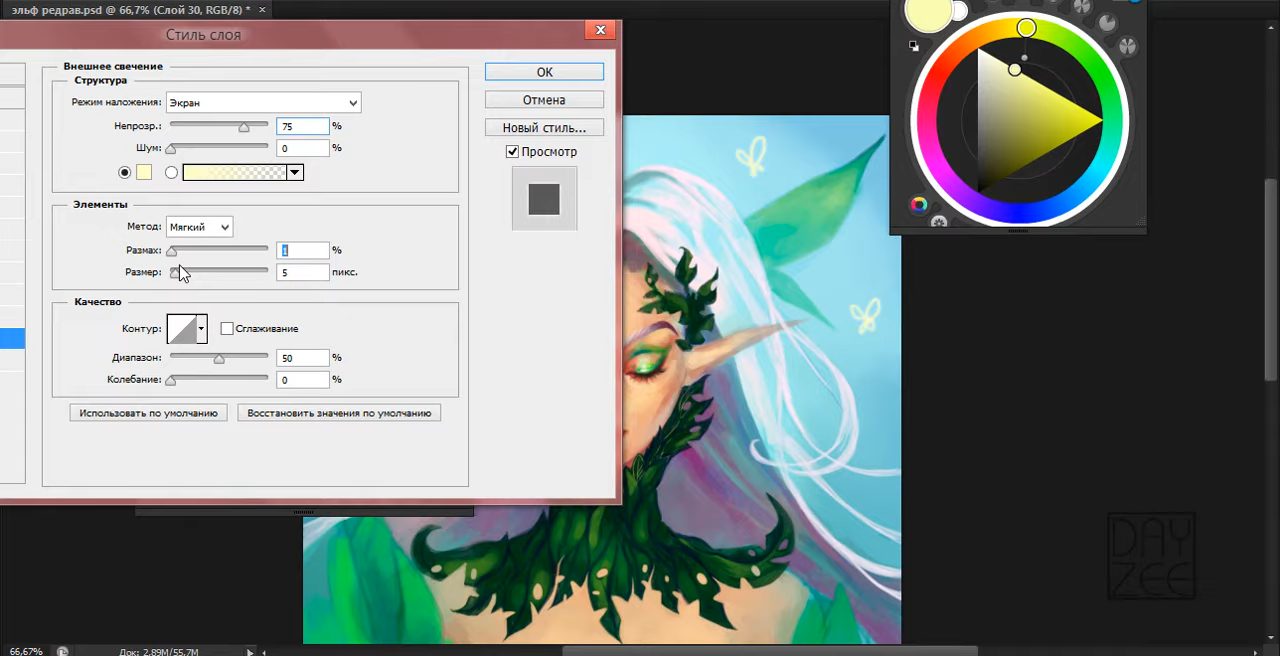 эльф редрав.psd @ 66,7% (Слой 30, RGB/8) * ×
Стиль слоя
Внешнее свечение
Структура
Режим наложения: Экран
Непрозр.: 75 %
Шум: 0 %
Элементы
Метод: Мягкий
Размах: 1 %
Размер: 5 пикс.
Качество
Контур: Сглаживание
Диапазон: 50 %
Колебание: 0 %
Использовать по умолчанию Восстановить значения по умолчанию
OK
Отмена
Новый стиль...
Просмотр
DAY
ZEE
66,67% Док: 2,89M/55,7M